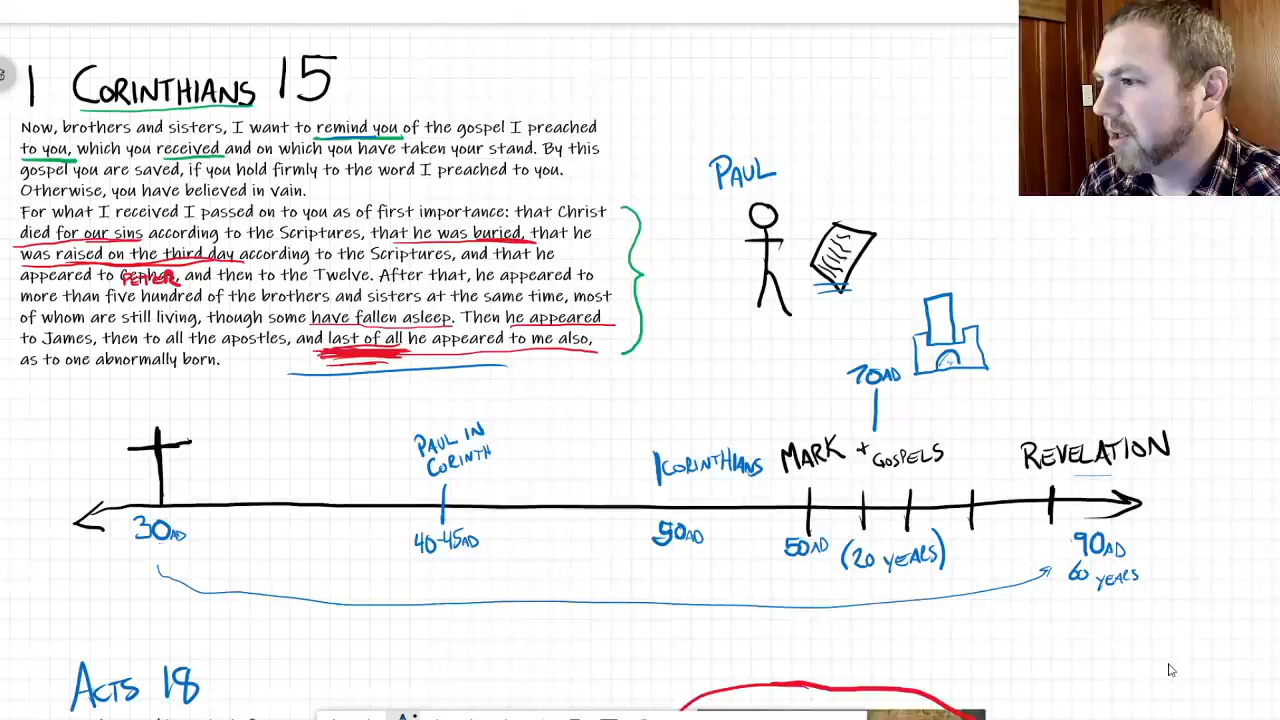 1 CORINTHIANS 15
Now, brothers and sisters, I want to remind you of the gospel I preached
to you, which you received and on which you have taken your stand. By this
gospel you are saved, if you hold firmly to the word I preached to you.
Otherwise, you have believed in vain.
For what I received I passed on to you as of first importance: that Christ
died for our sins according to the Scriptures, that he was buried, that he
was raised on the third day according to the Scriptures, and that he
appeared to Cephas, and then to the Twelve. After that, he appeared to
PETER
more than five hundred of the brothers and sisters at the same time, most
of whom are still living, though some have fallen asleep. Then he appeared
to James, then to all the apostles, and last of all he appeared to me also,
as to one abnormally born.
PAUL
70AD
PAUL IN
CORINTH
1CORINTHIANS
MARK + GOSPELS
REVELATION
30AD
40-45AD
50AD
50AD
(20 YEARS)
90AD
60 YEARS
ACTS 18